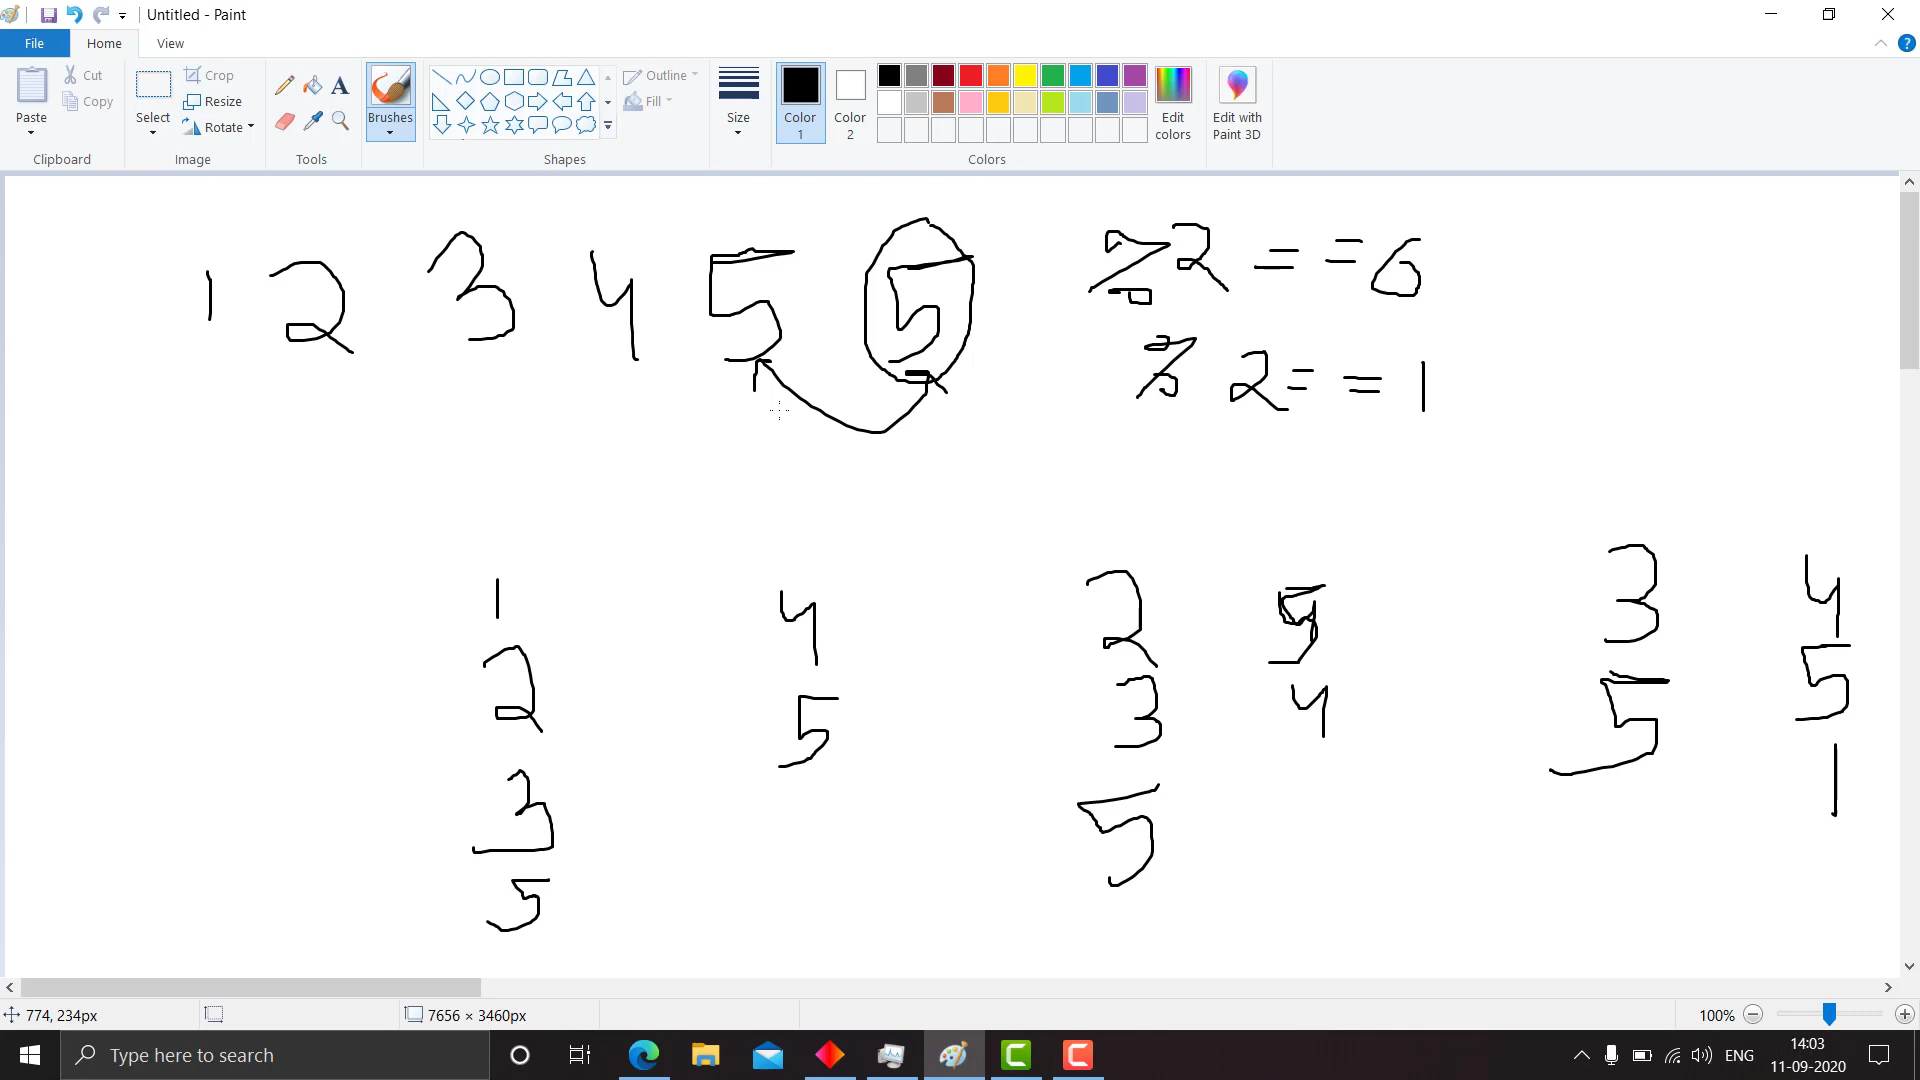 Untitled - Paint
File Home View
Paste Cut Copy Clipboard
Select Crop Resize Rotate Image
Tools
Brushes
Outline Fill Shapes
Size
Color 1 Color 2 Edit colors Edit with Paint 3D
Colors
1 2 3 4 5 5
2 = = 6
2 = = 1
1 4 2 3 4
2 5 3 4 5 5
3 5 1
5
774, 234px 7656 × 3460px 100%
Type here to search ENG 14:03
11-09-2020